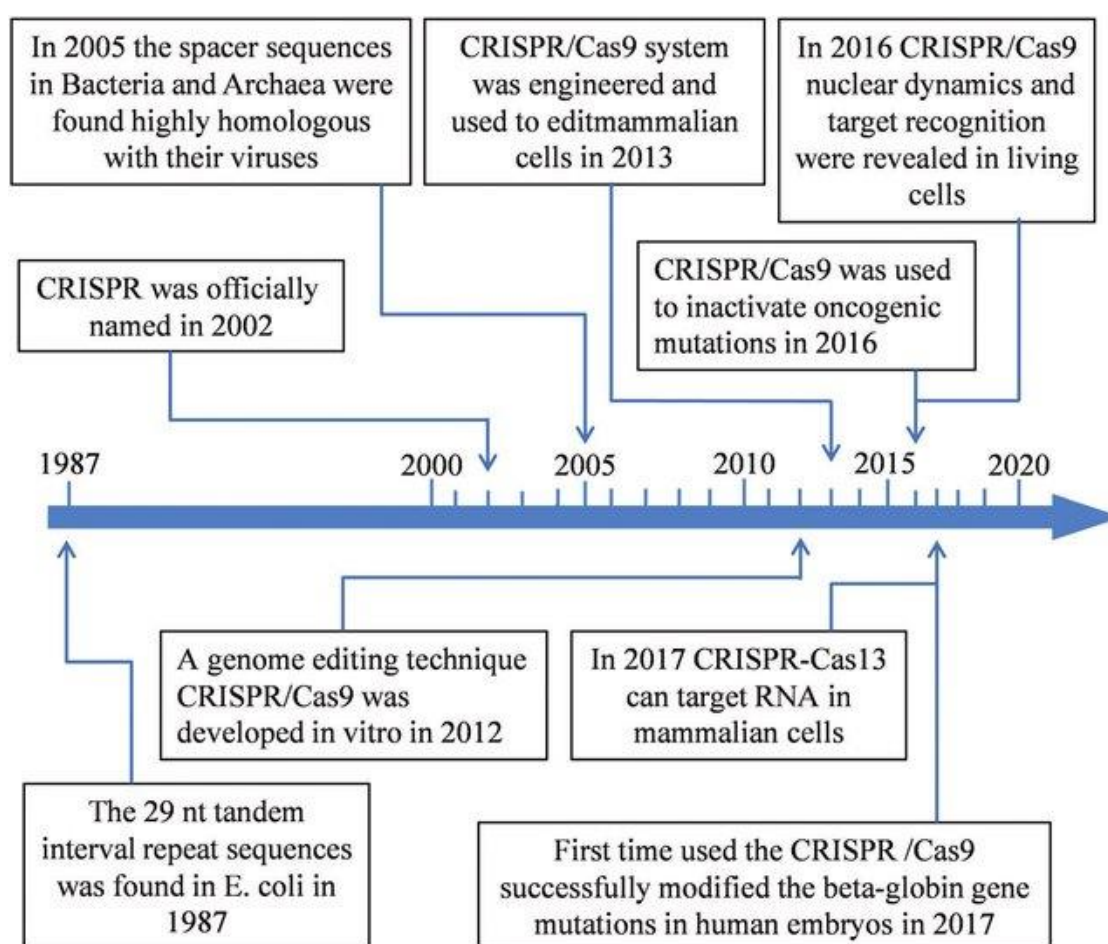 In 2005 the spacer sequences
in Bacteria and Archaea were
found highly homologous
with their viruses
CRISPR/Cas9 system
was engineered and
used to editmammalian
cells in 2013
In 2016 CRISPR/Cas9
nuclear dynamics and
target recognition
were revealed in living
cells
CRISPR was officially
named in 2002
CRISPR/Cas9 was used
to inactivate oncogenic
mutations in 2016
1987 2000 2005 2010 2015 2020
A genome editing technique
CRISPR/Cas9 was
developed in vitro in 2012
In 2017 CRISPR-Cas13
can target RNA in
mammalian cells
The 29 nt tandem
interval repeat sequences
was found in E. coli in
1987
First time used the CRISPR /Cas9
successfully modified the beta-globin gene
mutations in human embryos in 2017